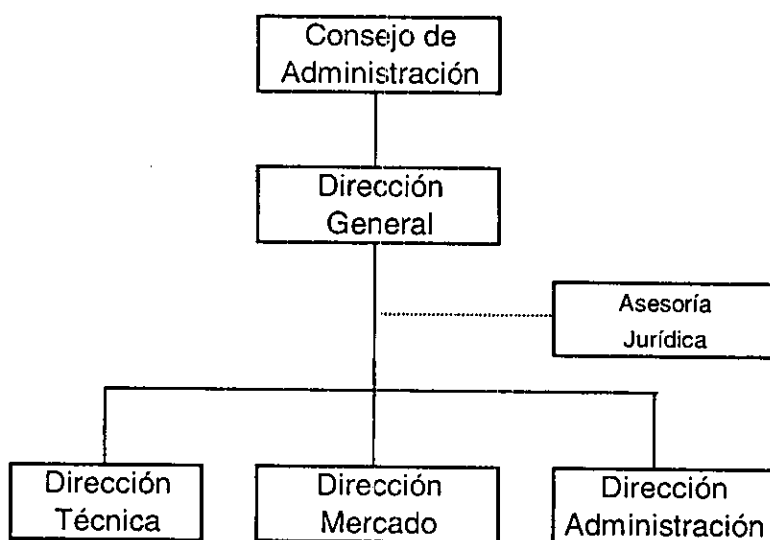 Consejo de
Administración
Dirección
General
Asesoría
Jurídica
Dirección
Técnica
Dirección
Mercado
Dirección
Administración